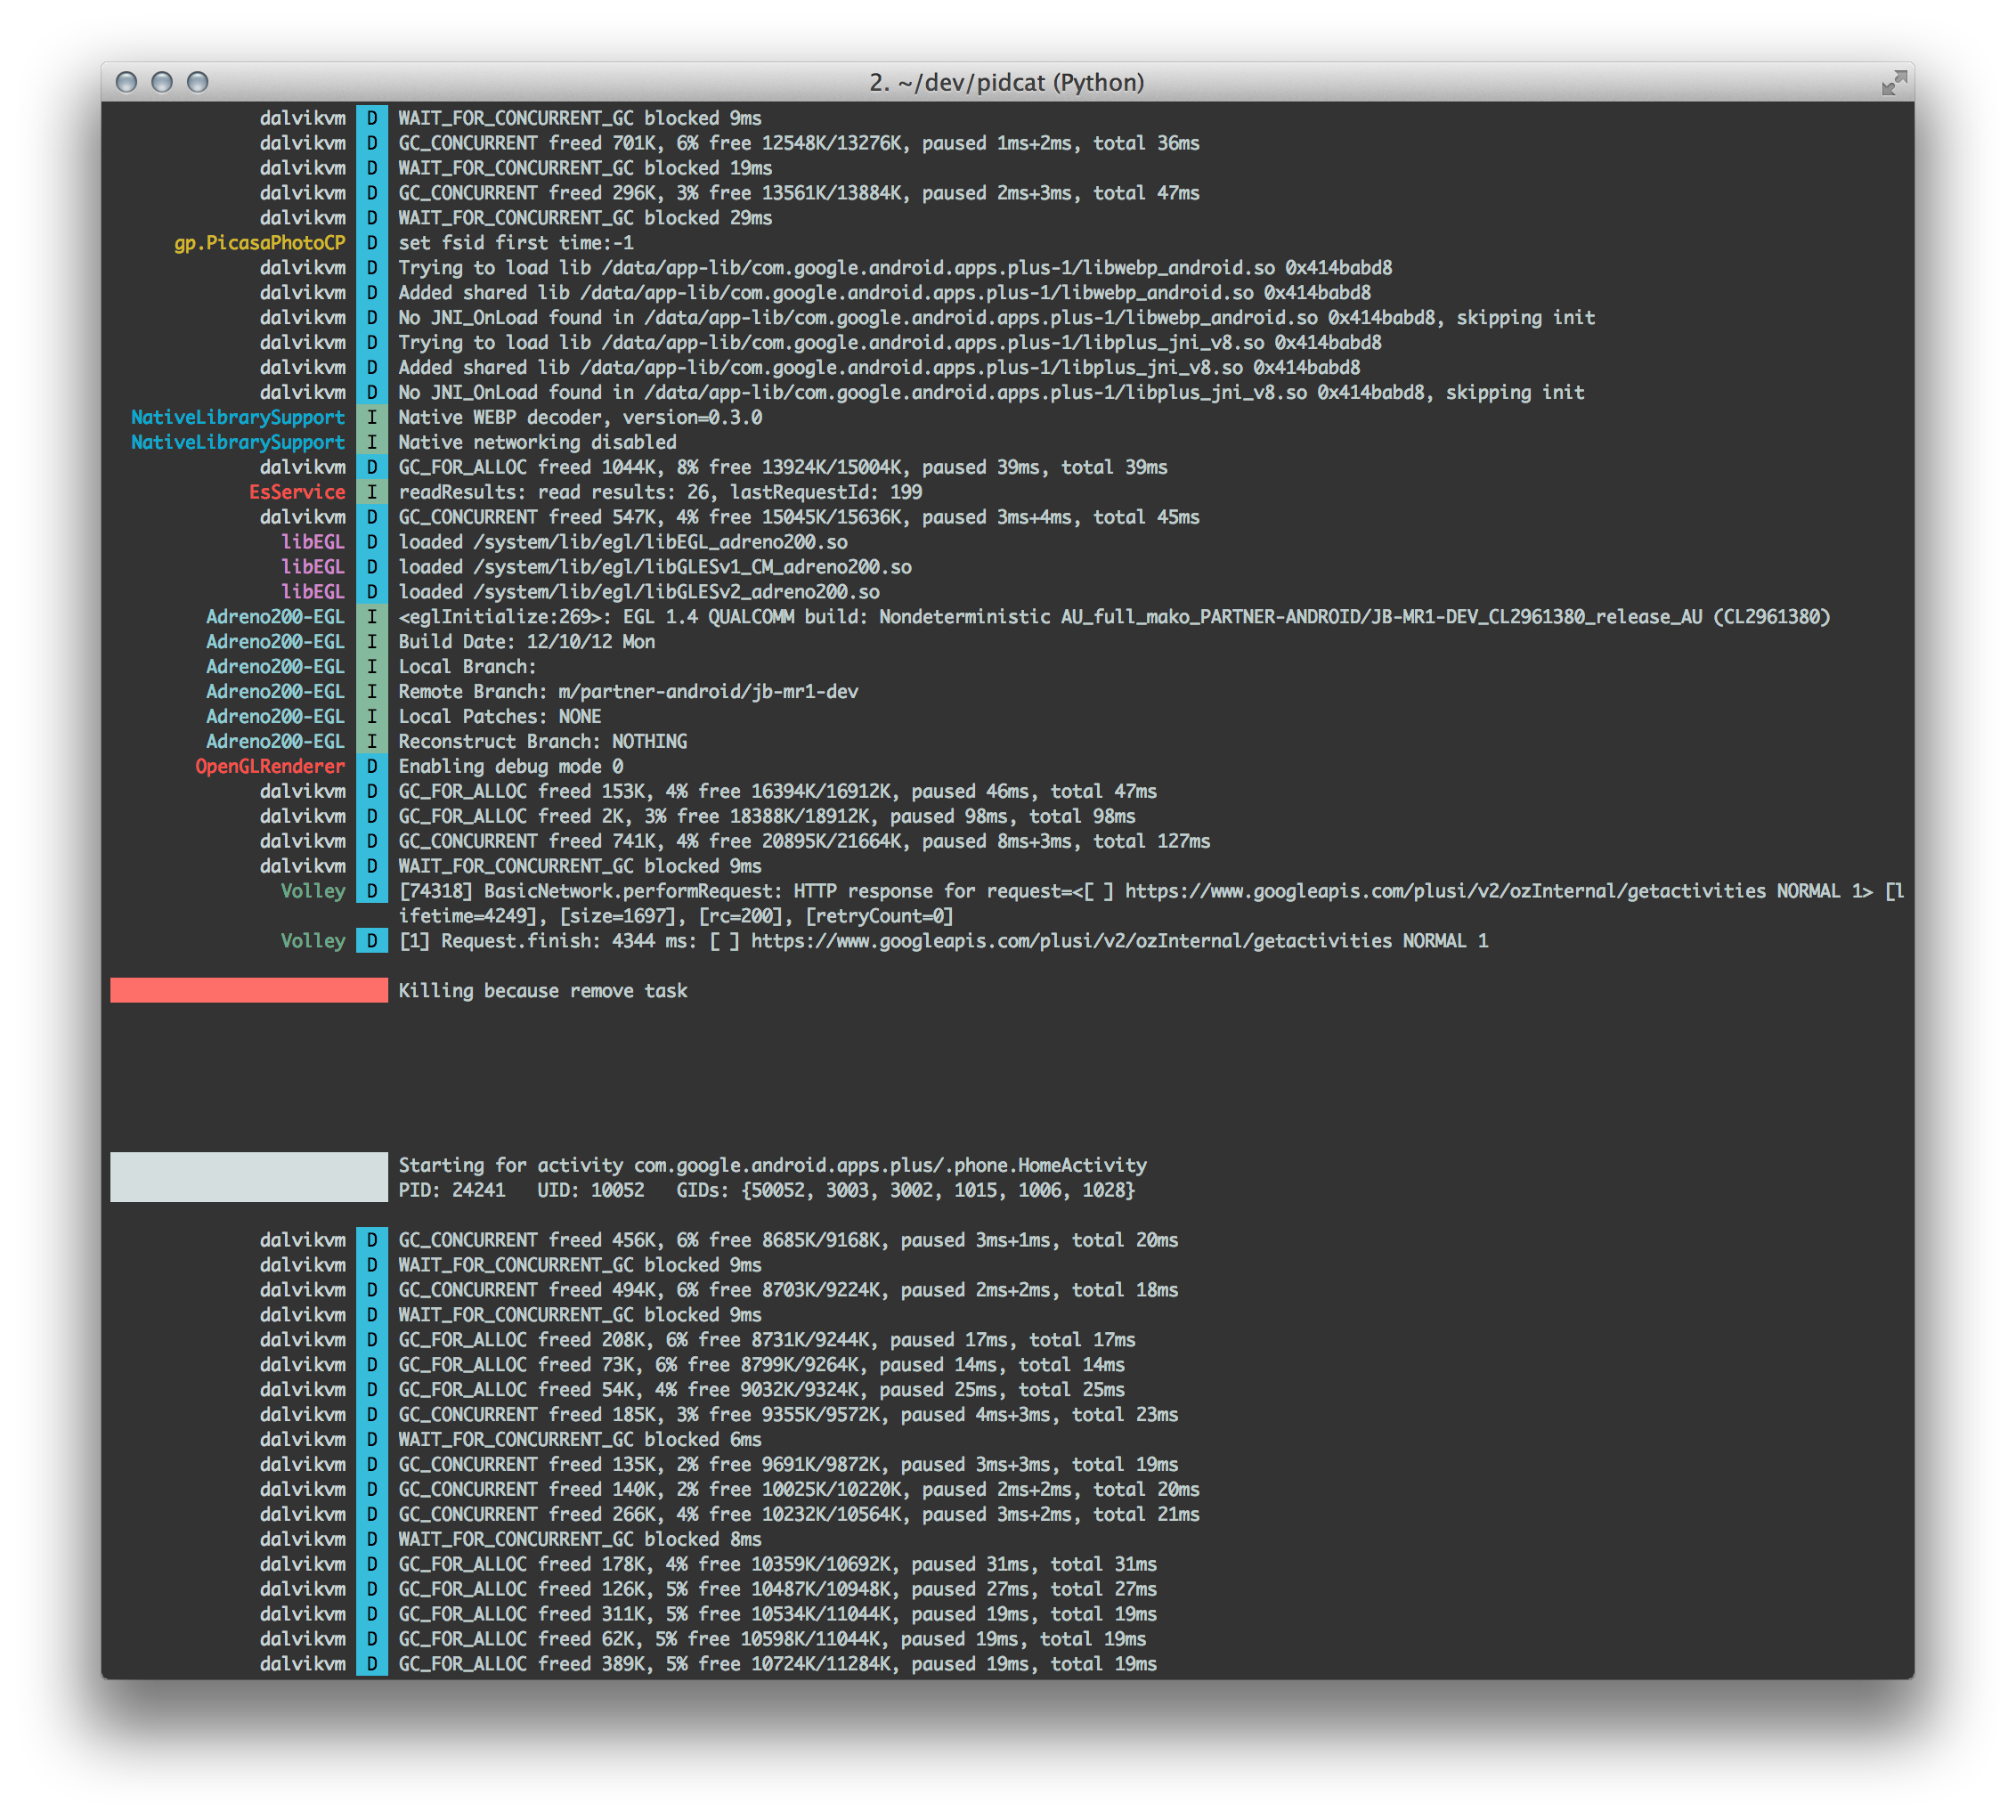 2. ~/dev/pidcat (Python)
dalvikvm D WAIT_FOR_CONCURRENT_GC blocked 9ms
dalvikvm D GC_CONCURRENT freed 701K, 6% free 12548K/13276K, paused 1ms+2ms, total 36ms
dalvikvm D WAIT_FOR_CONCURRENT_GC blocked 19ms
dalvikvm D GC_CONCURRENT freed 296K, 3% free 13561K/13884K, paused 2ms+3ms, total 47ms
dalvikvm D WAIT_FOR_CONCURRENT_GC blocked 29ms
gp.PicasaPhotoCP D set fsid first time:-1
dalvikvm D Trying to load lib /data/app-lib/com.google.android.apps.plus-1/libwebp_android.so 0x414babd8
dalvikvm D Added shared lib /data/app-lib/com.google.android.apps.plus-1/libwebp_android.so 0x414babd8
dalvikvm D No JNI_OnLoad found in /data/app-lib/com.google.android.apps.plus-1/libwebp_android.so 0x414babd8, skipping init
dalvikvm D Trying to load lib /data/app-lib/com.google.android.apps.plus-1/libplus_jni_v8.so 0x414babd8
dalvikvm D Added shared lib /data/app-lib/com.google.android.apps.plus-1/libplus_jni_v8.so 0x414babd8
dalvikvm D No JNI_OnLoad found in /data/app-lib/com.google.android.apps.plus-1/libplus_jni_v8.so 0x414babd8, skipping init
NativeLibrarySupport I Native WEBP decoder, version=0.3.0
NativeLibrarySupport I Native networking disabled
dalvikvm D GC_FOR_ALLOC freed 1044K, 8% free 13924K/15004K, paused 39ms, total 39ms
EsService I readResults: read results: 26, lastRequestId: 199
dalvikvm D GC_CONCURRENT freed 547K, 4% free 15045K/15636K, paused 3ms+4ms, total 45ms
libEGL D loaded /system/lib/egl/libEGL_adreno200.so
libEGL D loaded /system/lib/egl/libGLESv1_CM_adreno200.so
libEGL D loaded /system/lib/egl/libGLESv2_adreno200.so
Adreno200-EGL I <eglInitialize:269>: EGL 1.4 QUALCOMM build: Nondeterministic AU_full_mako_PARTNER-ANDROID/JB-MR1-DEV_CL2961380_release_AU (CL2961380)
Adreno200-EGL I Build Date: 12/10/12 Mon
Adreno200-EGL I Local Branch:
Adreno200-EGL I Remote Branch: m/partner-android/jb-mr1-dev
Adreno200-EGL I Local Patches: NONE
Adreno200-EGL I Reconstruct Branch: NOTHING
OpenGLRenderer D Enabling debug mode 0
dalvikvm D GC_FOR_ALLOC freed 153K, 4% free 16394K/16912K, paused 46ms, total 47ms
dalvikvm D GC_FOR_ALLOC freed 2K, 3% free 18388K/18912K, paused 98ms, total 98ms
dalvikvm D GC_CONCURRENT freed 741K, 4% free 20895K/21664K, paused 8ms+3ms, total 127ms
dalvikvm D WAIT_FOR_CONCURRENT_GC blocked 9ms
Volley D [74318] BasicNetwork.performRequest: HTTP response for request=<[ ] https://www.googleapis.com/plusi/v2/ozInternal/getactivities NORMAL 1> [l
ifetime=4249], [size=1697], [rc=200], [retryCount=0]
Volley D [1] Request.finish: 4344 ms: [ ] https://www.googleapis.com/plusi/v2/ozInternal/getactivities NORMAL 1
Killing because remove task
Starting for activity com.google.android.apps.plus/.phone.HomeActivity
PID: 24241 UID: 10052 GIDs: {50052, 3003, 3002, 1015, 1006, 1028}
dalvikvm D GC_CONCURRENT freed 456K, 6% free 8685K/9168K, paused 3ms+1ms, total 20ms
dalvikvm D WAIT_FOR_CONCURRENT_GC blocked 9ms
dalvikvm D GC_CONCURRENT freed 494K, 6% free 8703K/9224K, paused 2ms+2ms, total 18ms
dalvikvm D WAIT_FOR_CONCURRENT_GC blocked 9ms
dalvikvm D GC_FOR_ALLOC freed 208K, 6% free 8731K/9244K, paused 17ms, total 17ms
dalvikvm D GC_FOR_ALLOC freed 73K, 6% free 8799K/9264K, paused 14ms, total 14ms
dalvikvm D GC_FOR_ALLOC freed 54K, 4% free 9032K/9324K, paused 25ms, total 25ms
dalvikvm D GC_CONCURRENT freed 185K, 3% free 9355K/9572K, paused 4ms+3ms, total 23ms
dalvikvm D WAIT_FOR_CONCURRENT_GC blocked 6ms
dalvikvm D GC_CONCURRENT freed 135K, 2% free 9691K/9872K, paused 3ms+3ms, total 19ms
dalvikvm D GC_CONCURRENT freed 140K, 2% free 10025K/10220K, paused 2ms+2ms, total 20ms
dalvikvm D GC_CONCURRENT freed 266K, 4% free 10232K/10564K, paused 3ms+2ms, total 21ms
dalvikvm D WAIT_FOR_CONCURRENT_GC blocked 8ms
dalvikvm D GC_FOR_ALLOC freed 178K, 4% free 10359K/10692K, paused 31ms, total 31ms
dalvikvm D GC_FOR_ALLOC freed 126K, 5% free 10487K/10948K, paused 27ms, total 27ms
dalvikvm D GC_FOR_ALLOC freed 311K, 5% free 10534K/11044K, paused 19ms, total 19ms
dalvikvm D GC_FOR_ALLOC freed 62K, 5% free 10598K/11044K, paused 19ms, total 19ms
dalvikvm D GC_FOR_ALLOC freed 389K, 5% free 10724K/11284K, paused 19ms, total 19ms